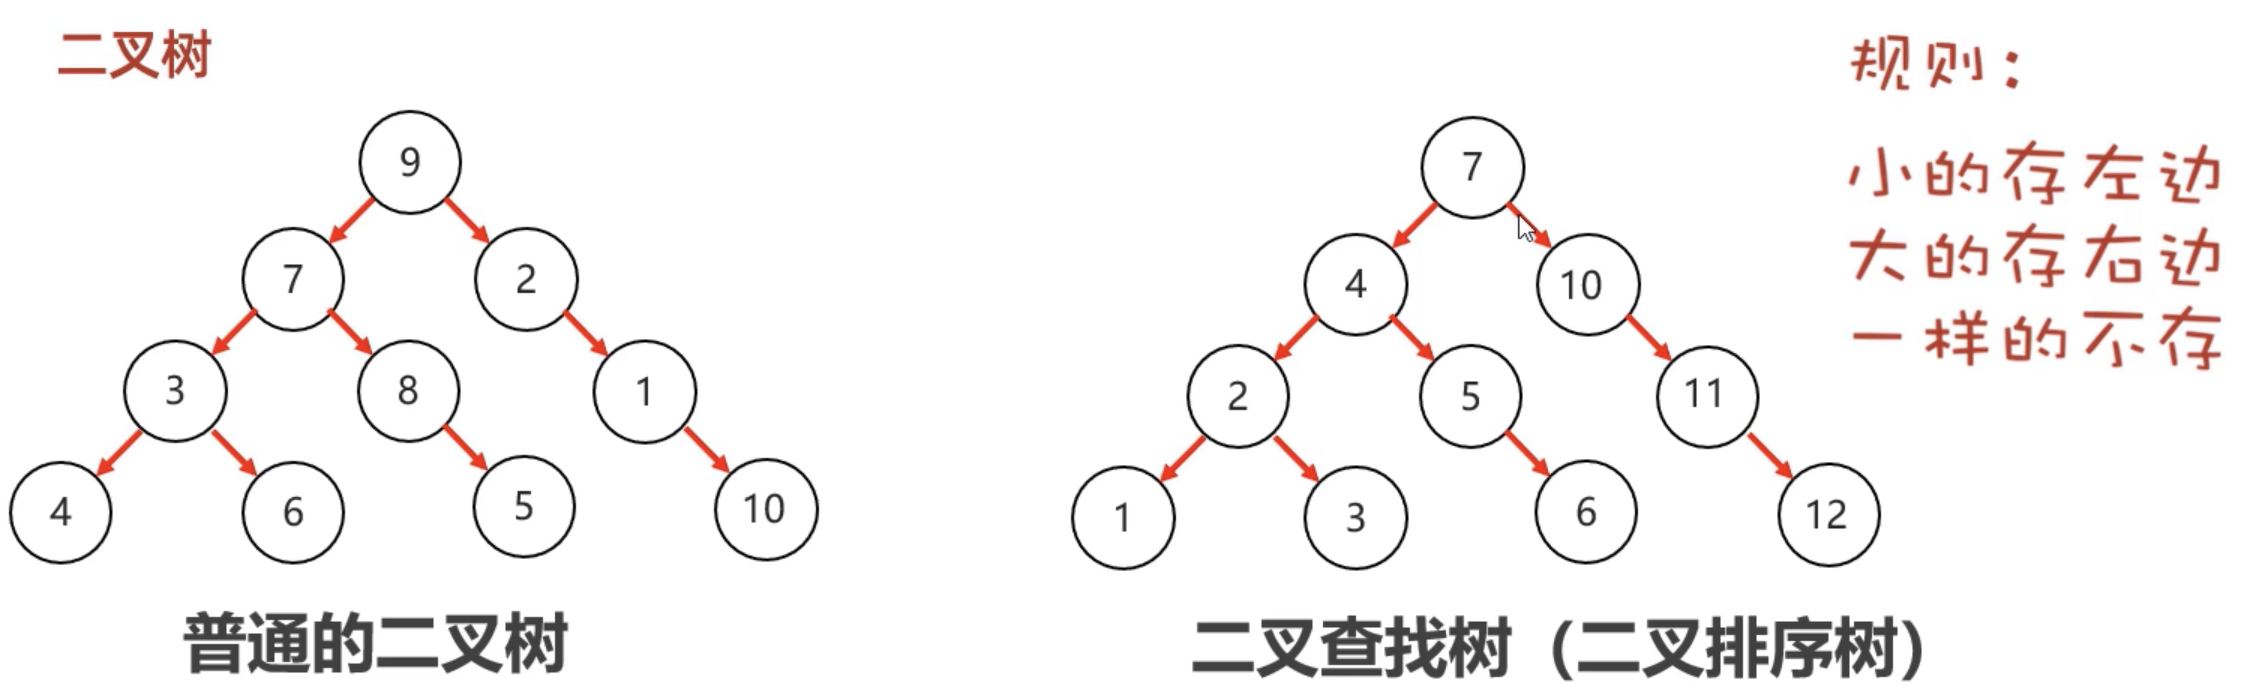 二叉树
9
7 2
3 8 1
4 6 5 10
普通的二叉树
7
4 10
2 5 11
1 3 6 12
二叉查找树（二叉排序树）
规则：
小的存左边
大的存右边
一样的不存